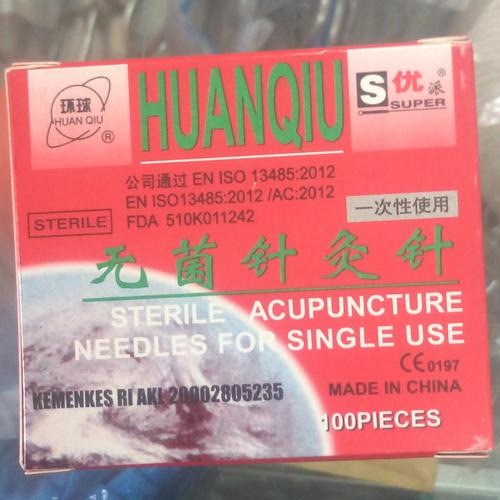 环球
HUAN QIU
®
HUANQIU
S 优派
SUPER
公司通过 EN ISO 13485:2012
EN ISO13485:2012 /AC:2012
STERILE
FDA 510K011242
一次性使用
无菌针灸针
STERILE ACUPUNCTURE
NEEDLES FOR SINGLE USE
CE 0197
KEMENKES RI AKL 20902805235
MADE IN CHINA
100PIECES